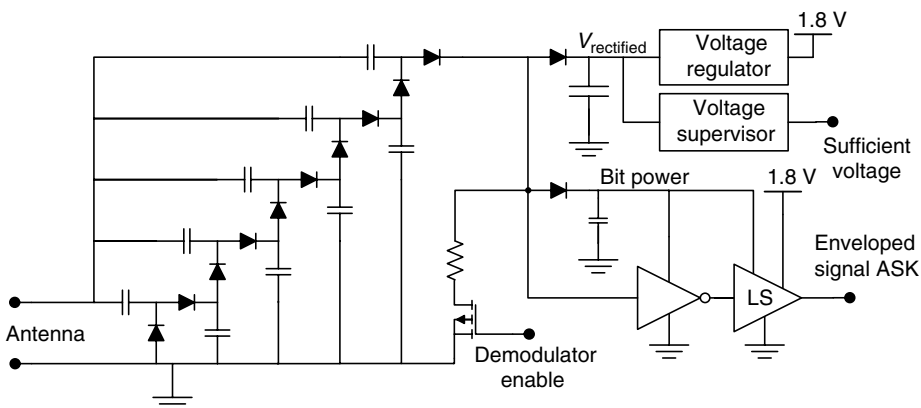 1.8 V
V rectified
Voltage
regulator
Voltage
supervisor
Sufficient
voltage
Bit power
1.8 V
Enveloped
signal ASK
LS
Antenna
Demodulator
enable